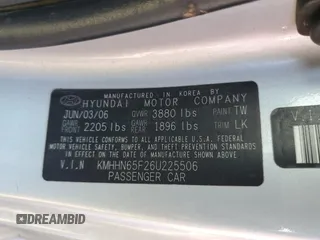 MANUFACTURED BY
IN KOREA BY
HYUNDAI MOTOR COMPANY
JUN/03/06 GVWR 3880 lbs PAINT TW
GAWR FRONT 2205 lbs GAWR REAR 1896 lbs TRIM LK
THIS VEHICLE CONFORMS TO ALL APPLICABLE
FEDERAL MOTOR VEHICLE SAFETY, BUMPER, AND
THEFT PREVENTION STANDARDS IN EFFECT ON
THE DATE OF MANUFACTURE SHOWN ABOVE.
V.I.N KMHHN65F26U225506
PASSENGER CAR
V.I.
DREAMBID